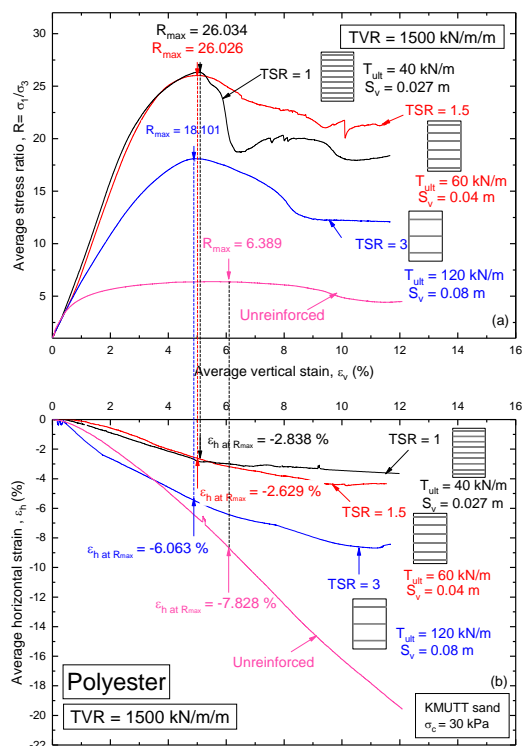 R_max = 26.034
R_max = 26.026
TVR = 1500 kN/m/m
TSR = 1
T_ult = 40 kN/m
S_v = 0.027 m
TSR = 1.5
R_max = 18.101
T_ult = 60 kN/m
S_v = 0.04 m
TSR = 3
R_max = 6.389
T_ult = 120 kN/m
S_v = 0.08 m
Unreinforced
(a)
Average stress ratio , R= σ₁/σ₃
30
25
20
15
10
5
0 2 4 6 8 10 12 14 16
Average vertical stain, ε_v (%)
0 2 4 6 8 10 12 14 16
ε_h at R_max = -2.838 %
TSR = 1
ε_h at R_max = -2.629 %
T_ult = 40 kN/m
S_v = 0.027 m
TSR = 1.5
ε_h at R_max = -6.063 %
TSR = 3
T_ult = 60 kN/m
S_v = 0.04 m
ε_h at R_max = -7.828 %
T_ult = 120 kN/m
S_v = 0.08 m
Unreinforced
Polyester
(b)
TVR = 1500 kN/m/m
KMUTT sand
σ_c = 30 kPa
Average horizontal strain, ε_h (%)
0
-2
-4
-6
-8
-10
-12
-14
-16
-18
-20
-22